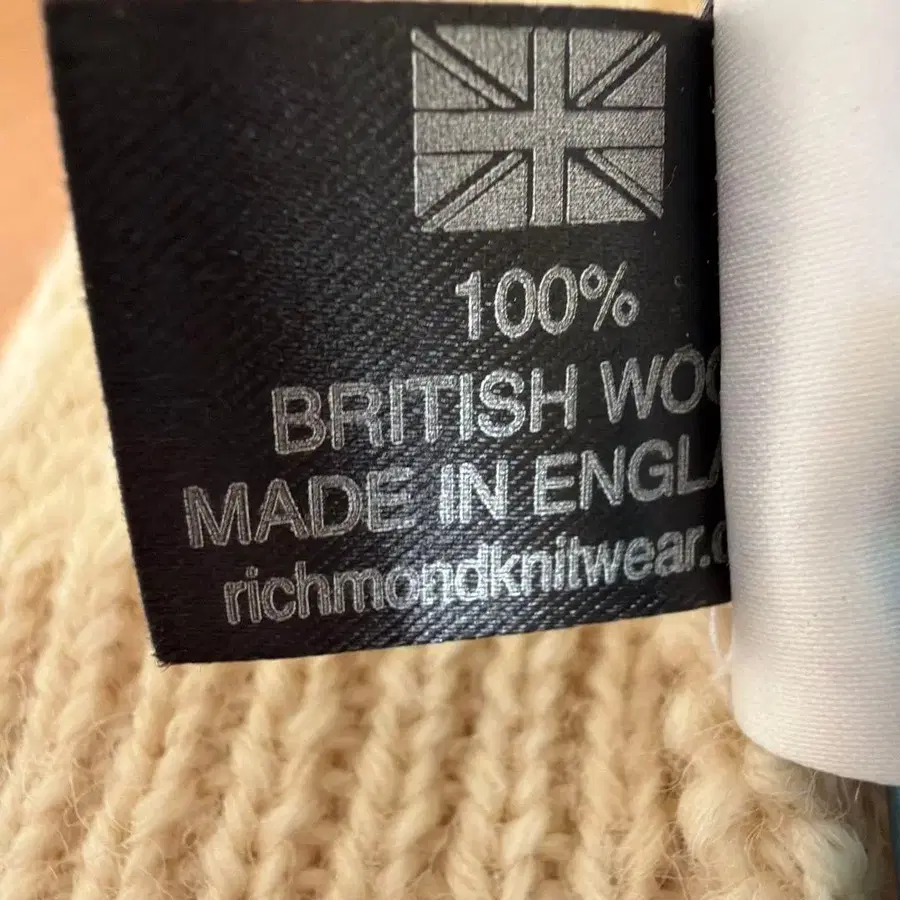 100%
BRITISH WOO
MADE IN ENGLA
richmondknitwear.c